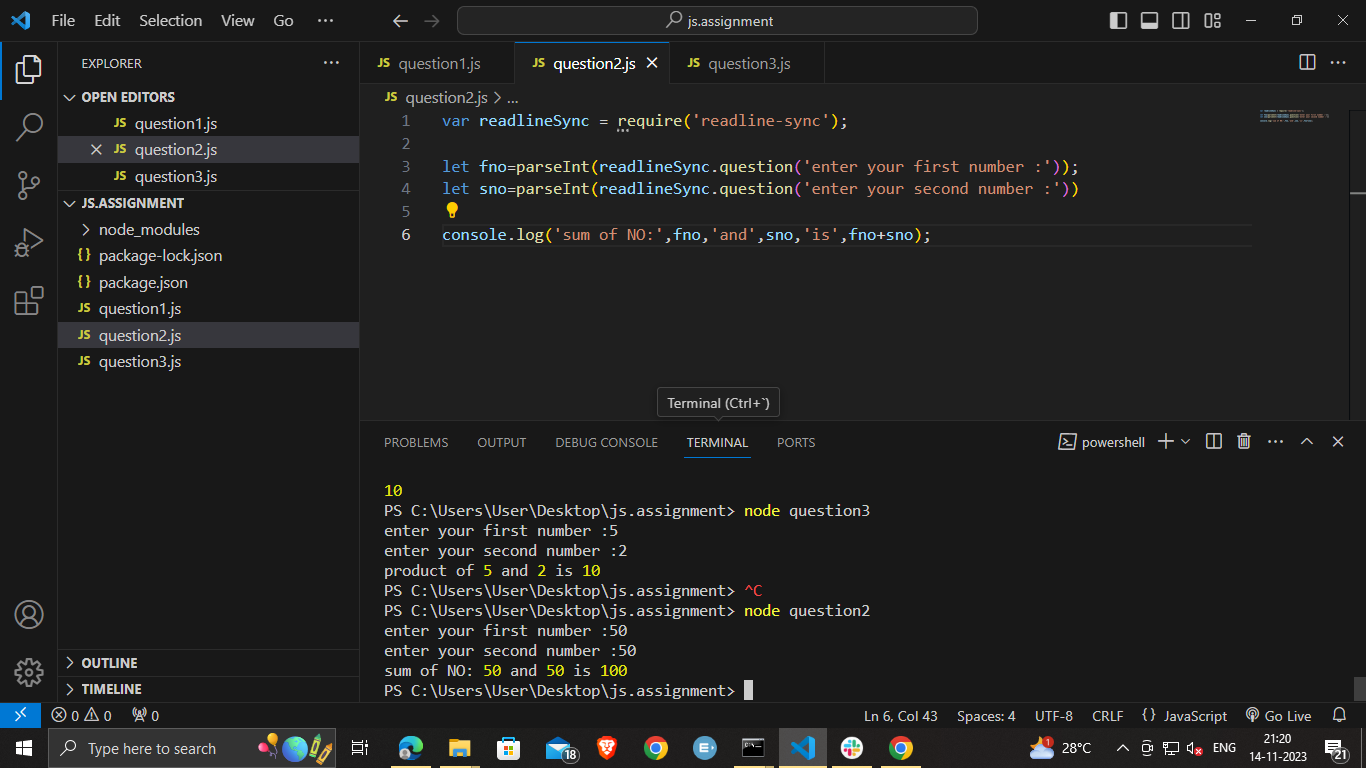 File Edit Selection View Go ··· js.assignment
EXPLORER ···
OPEN EDITORS
JS question1.js
JS question2.js
JS question3.js
JS.ASSIGNMENT
node_modules
{} package-lock.json
{} package.json
JS question1.js
JS question2.js
JS question3.js
OUTLINE
TIMELINE
JS question1.js JS question2.js JS question3.js
JS question2.js > ...
1 var readlineSync = require('readline-sync');
2
3 let fno=parseInt(readlineSync.question('enter your first number :'));
4 let sno=parseInt(readlineSync.question('enter your second number :'))
5
6 console.log('sum of NO:',fno,'and',sno,'is',fno+sno);
Terminal (Ctrl+`)
PROBLEMS OUTPUT DEBUG CONSOLE TERMINAL PORTS powershell
10
PS C:\Users\User\Desktop\js.assignment> node question3
enter your first number :5
enter your second number :2
product of 5 and 2 is 10
PS C:\Users\User\Desktop\js.assignment> ^C
PS C:\Users\User\Desktop\js.assignment> node question2
enter your first number :50
enter your second number :50
sum of NO: 50 and 50 is 100
PS C:\Users\User\Desktop\js.assignment>
0 0 0 Ln 6, Col 43 Spaces: 4 UTF-8 CRLF {} JavaScript Go Live
Type here to search 18 1 28°C ENG 21:20
14-11-2023 21